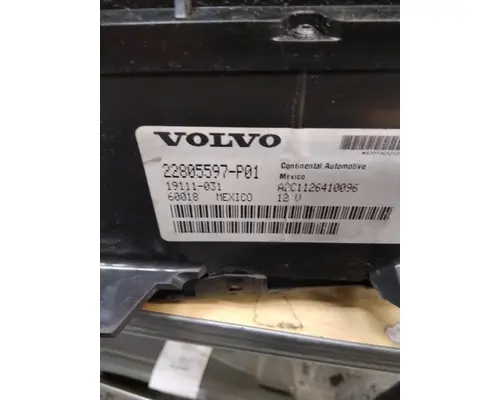 VOLVO
22805597-P01
19111-031
60018 MEXICO
Continental Automotive
Mexico
A2C1126410096
12 V